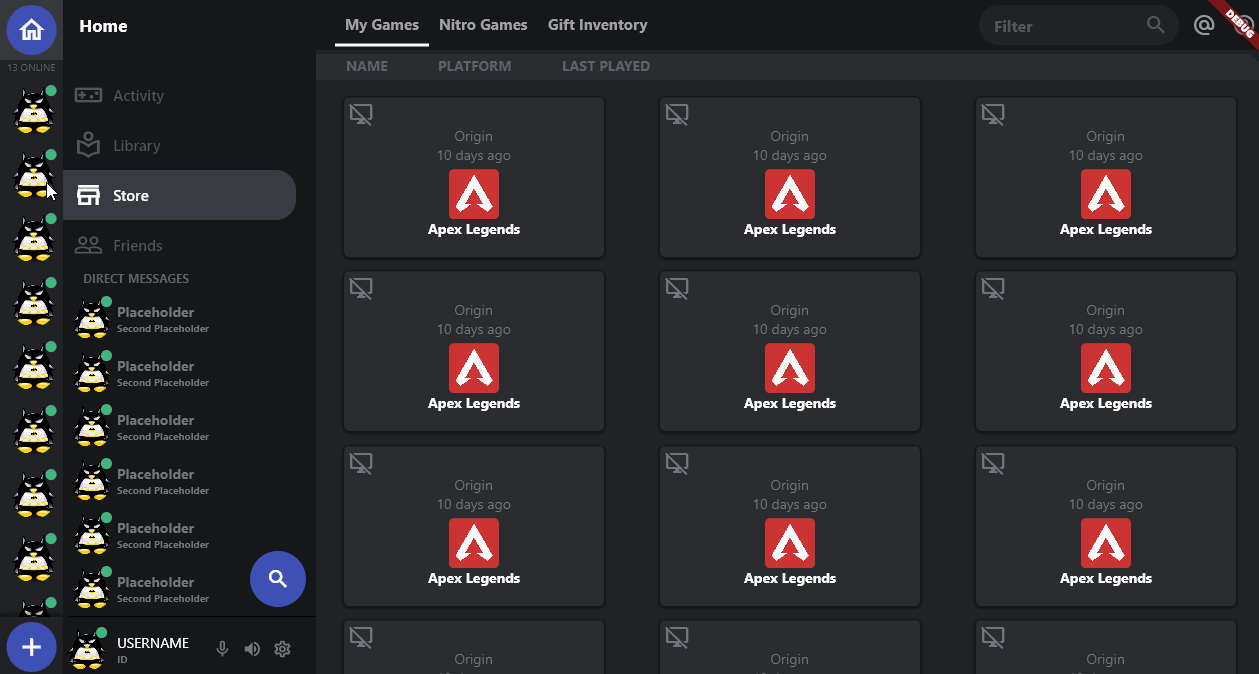 Home
My Games
Nitro Games
Gift Inventory
Filter
DEBUG
13 ONLINE
NAME
PLATFORM
LAST PLAYED
Activity
Library
Store
Friends
DIRECT MESSAGES
Placeholder
Second Placeholder
Placeholder
Second Placeholder
Placeholder
Second Placeholder
Placeholder
Second Placeholder
Placeholder
Second Placeholder
Placeholder
Second Placeholder
USERNAME
ID
Origin
10 days ago
Apex Legends
Origin
10 days ago
Apex Legends
Origin
10 days ago
Apex Legends
Origin
10 days ago
Apex Legends
Origin
10 days ago
Apex Legends
Origin
10 days ago
Apex Legends
Origin
10 days ago
Apex Legends
Origin
10 days ago
Apex Legends
Origin
10 days ago
Apex Legends
Origin
Origin
Origin